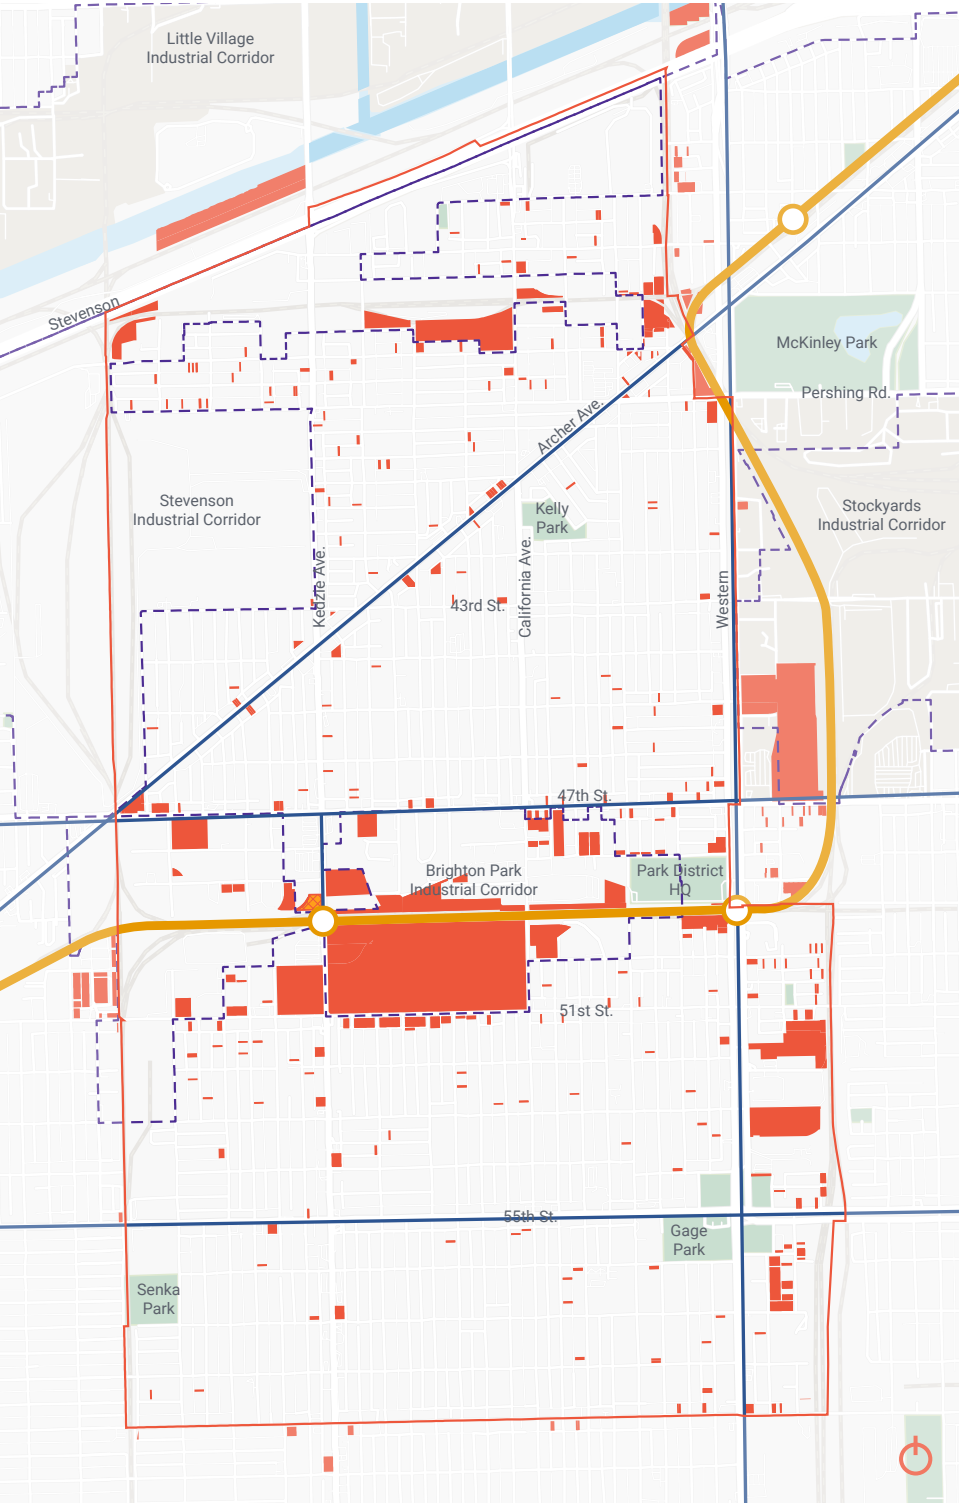 Little Village
Industrial Corridor
Stevenson
McKinley Park
Pershing Rd.
Archer Ave.
Stevenson
Industrial Corridor
Kelly
Park
Stockyards
Industrial Corridor
Kedzie Ave.
California Ave.
Western
43rd St.
47th St.
Brighton Park
Industrial Corridor
Park District
HQ
51st St.
55th St.
Gage
Park
Senka
Park